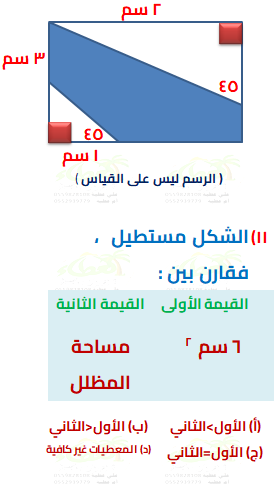 ٢ سم
٣ سم
٤٥
٤٥
١ سم
( الرسم ليس على القياس )
١١) الشكل مستطيل ،
فقارن بين :
القيمة الأولى القيمة الثانية
٦ سم ٢ مساحة
المظلل
(أ) الأول>الثاني (ب) الأول<الثاني
(ج) الأول=الثاني (د) المعطيات غير كافية